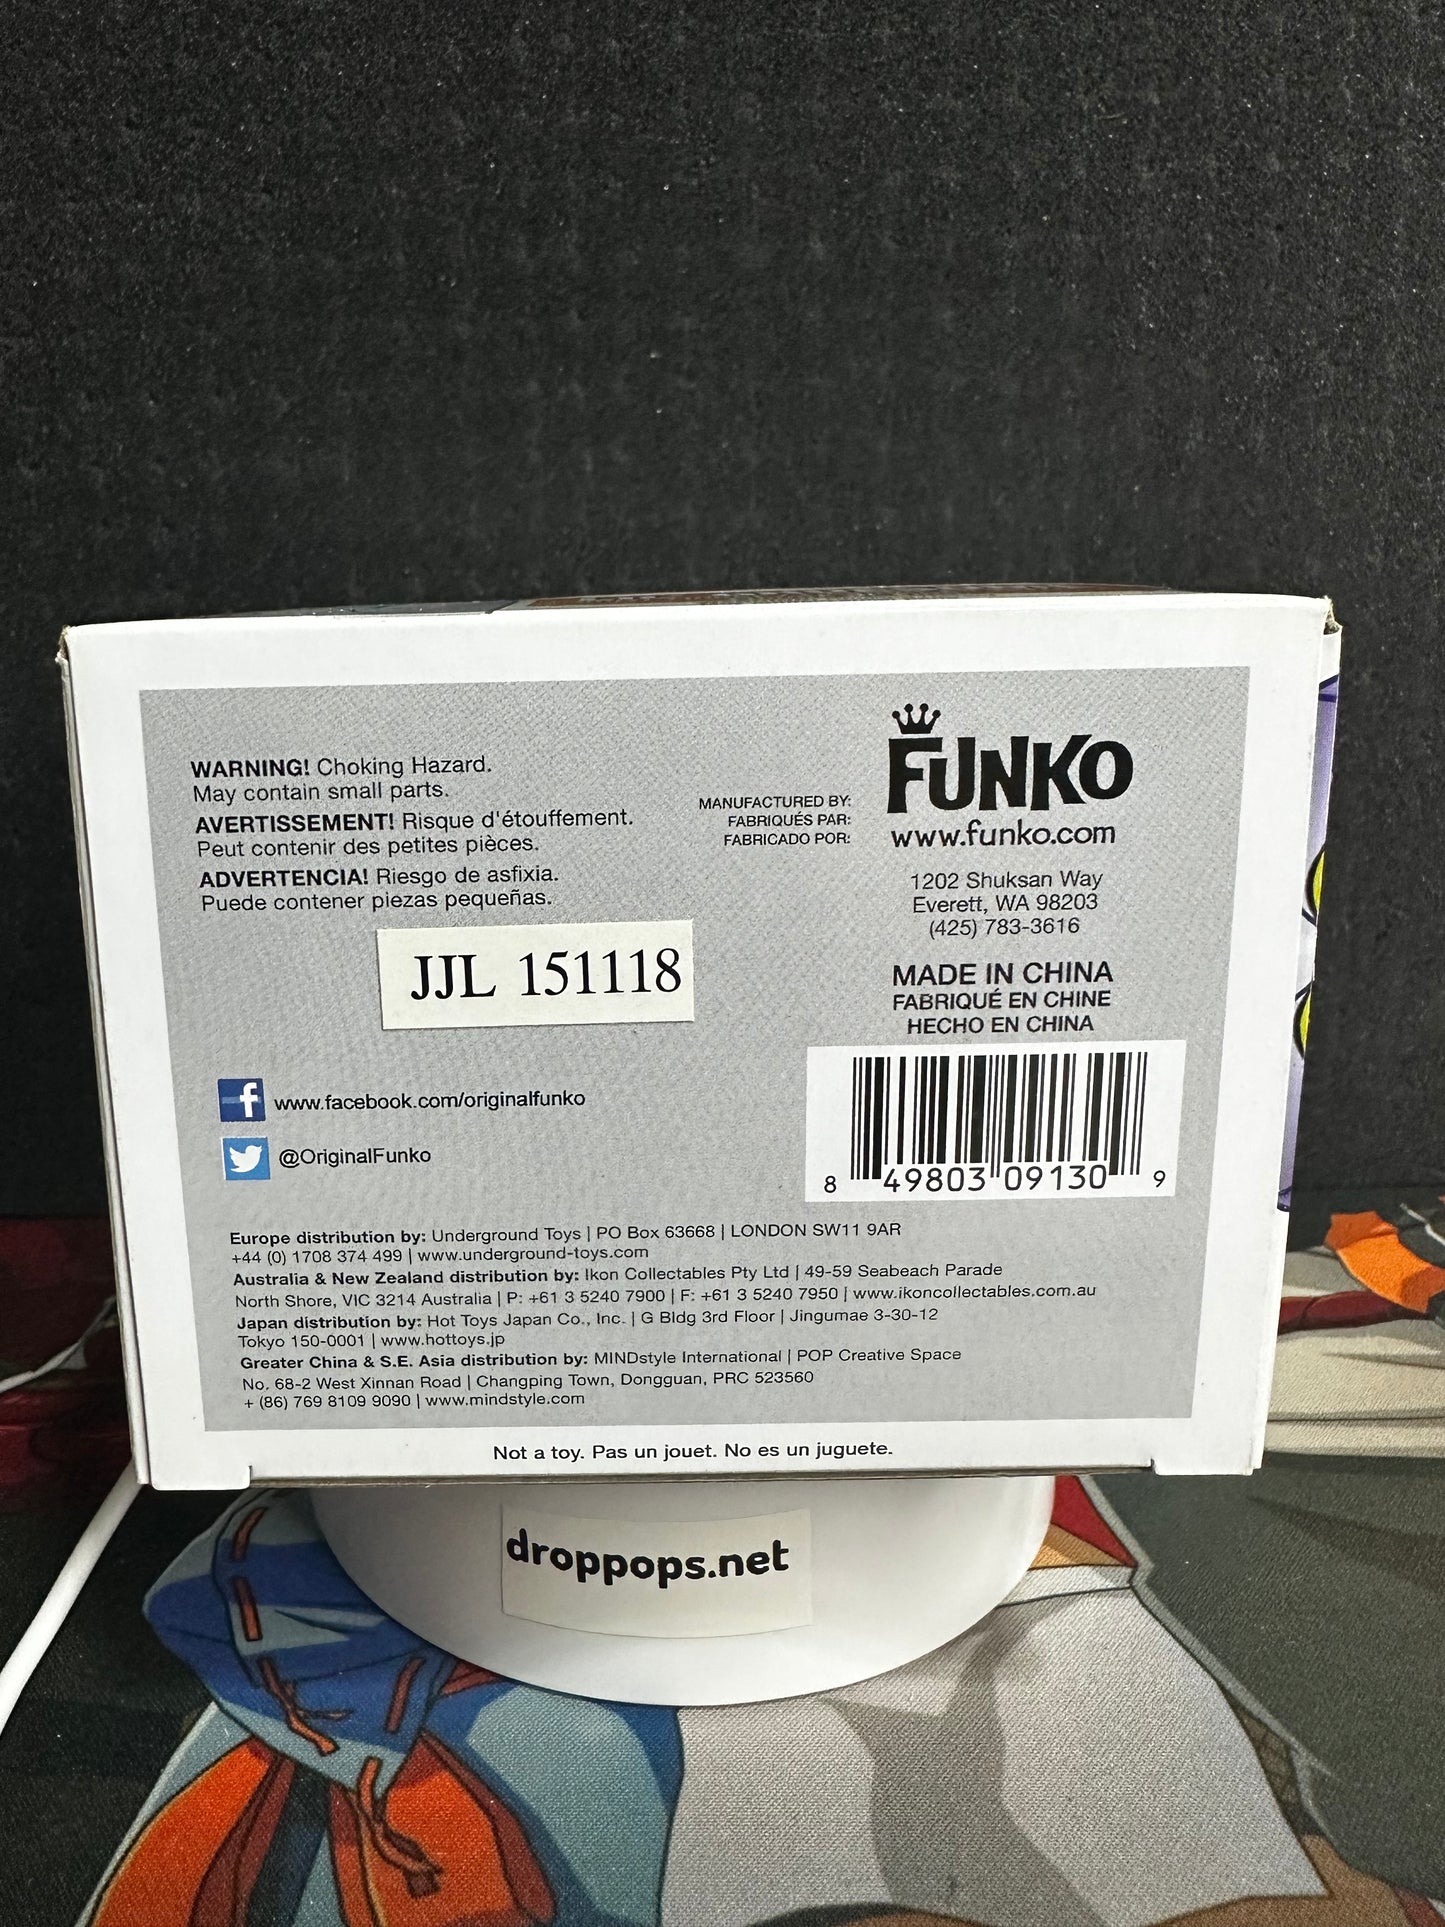 WARNING! Choking Hazard.
May contain small parts.
AVERTISSEMENT! Risque d'étouffement.
Peut contenir des petites pièces.
ADVERTENCIA! Riesgo de asfixia.
Puede contener piezas pequeñas.
JJL 151118
MANUFACTURED BY:
FABRIQUÉS PAR:
FABRICADO POR:
FUNKO
www.funko.com
1202 Shuksan Way
Everett, WA 98203
(425) 783-3616
MADE IN CHINA
FABRIQUÉ EN CHINE
HECHO EN CHINA
8 49803 09130 9
www.facebook.com/originalfunko
@OriginalFunko
Europe distribution by: Underground Toys | PO Box 63668 | LONDON SW11 9AR
+44 (0) 1708 374 499 | www.underground-toys.com
Australia & New Zealand distribution by: Ikon Collectables Pty Ltd | 49-59 Seabeach Parade
North Shore, VIC 3214 Australia | P: +61 3 5240 7900 | F: +61 3 5240 7950 | www.ikoncollectables.com.au
Japan distribution by: Hot Toys Japan Co., Inc. | G Bldg 3rd Floor | Jingumae 3-30-12
Tokyo 150-0001 | www.hottoys.jp
Greater China & S.E. Asia distribution by: MINDstyle International | POP Creative Space
No. 68-2 West Xinnan Road | Changping Town, Dongguan, PRC 523560
+ (86) 769 8109 9090 | www.mindstyle.com
Not a toy. Pas un jouet. No es un juguete.
droppops.net